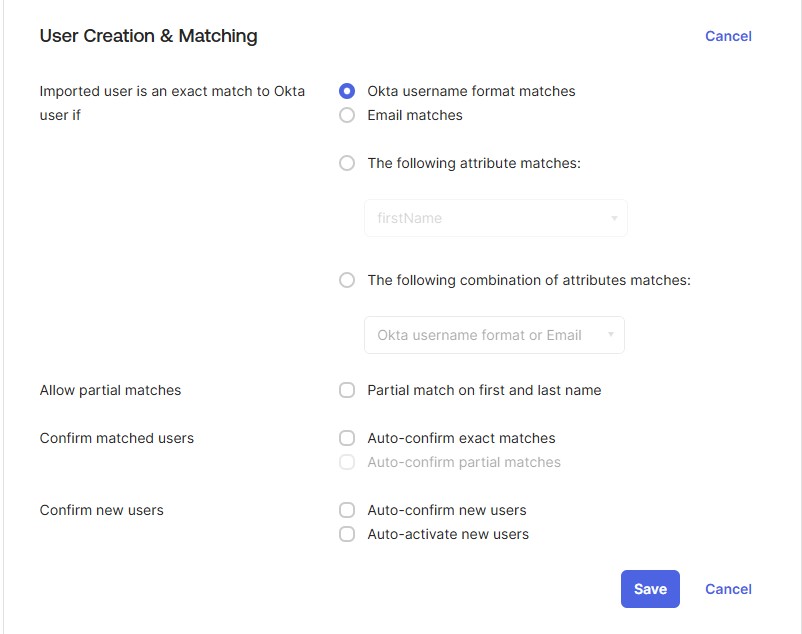 User Creation & Matching
Cancel
Imported user is an exact match to Okta
user if
Okta username format matches
Email matches
The following attribute matches:
firstName
The following combination of attributes matches:
Okta username format or Email
Allow partial matches
Partial match on first and last name
Confirm matched users
Auto-confirm exact matches
Auto-confirm partial matches
Confirm new users
Auto-confirm new users
Auto-activate new users
Save
Cancel